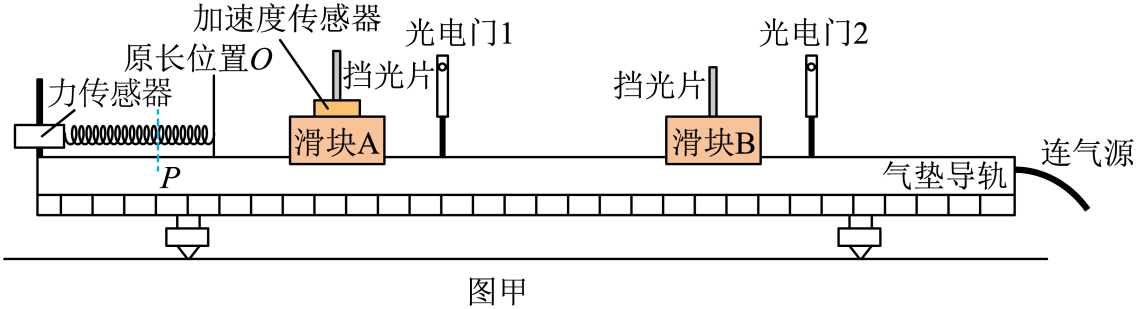 加速度传感器
光电门1
光电门2
原长位置O
挡光片
挡光片
力传感器
滑块A
滑块B
连气源
P
气垫导轨
图甲